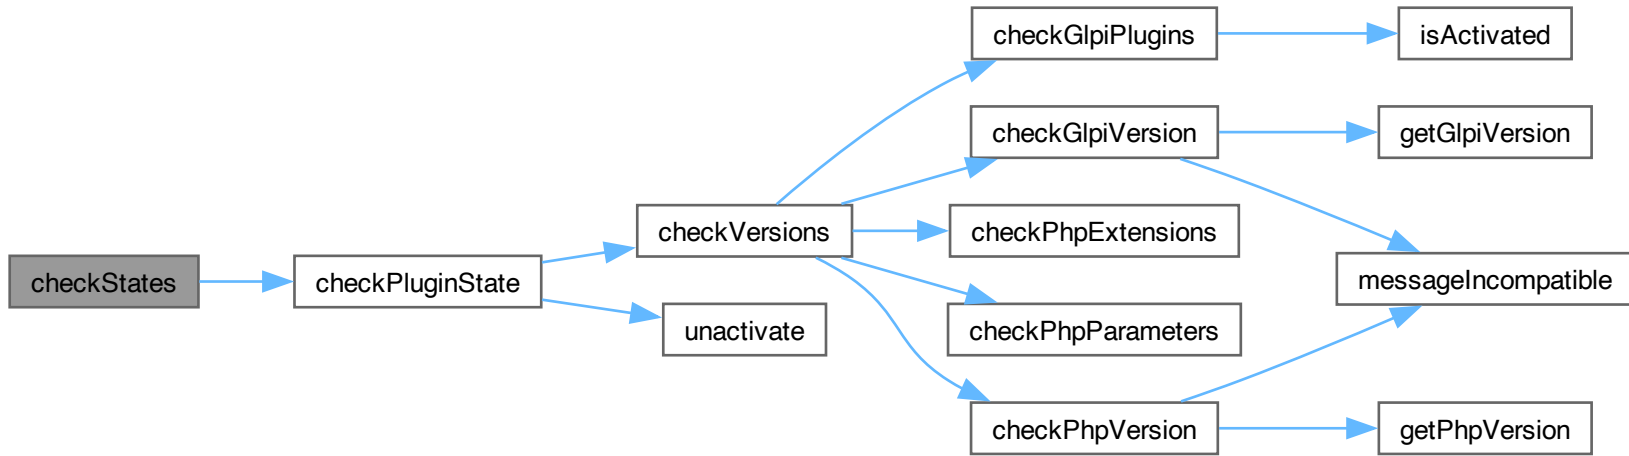 checkStates
checkPluginState
checkVersions
unactivate
checkGlpiPlugins
checkGlpiVersion
checkPhpExtensions
checkPhpParameters
checkPhpVersion
isActivated
getGlpiVersion
messageIncompatible
getPhpVersion